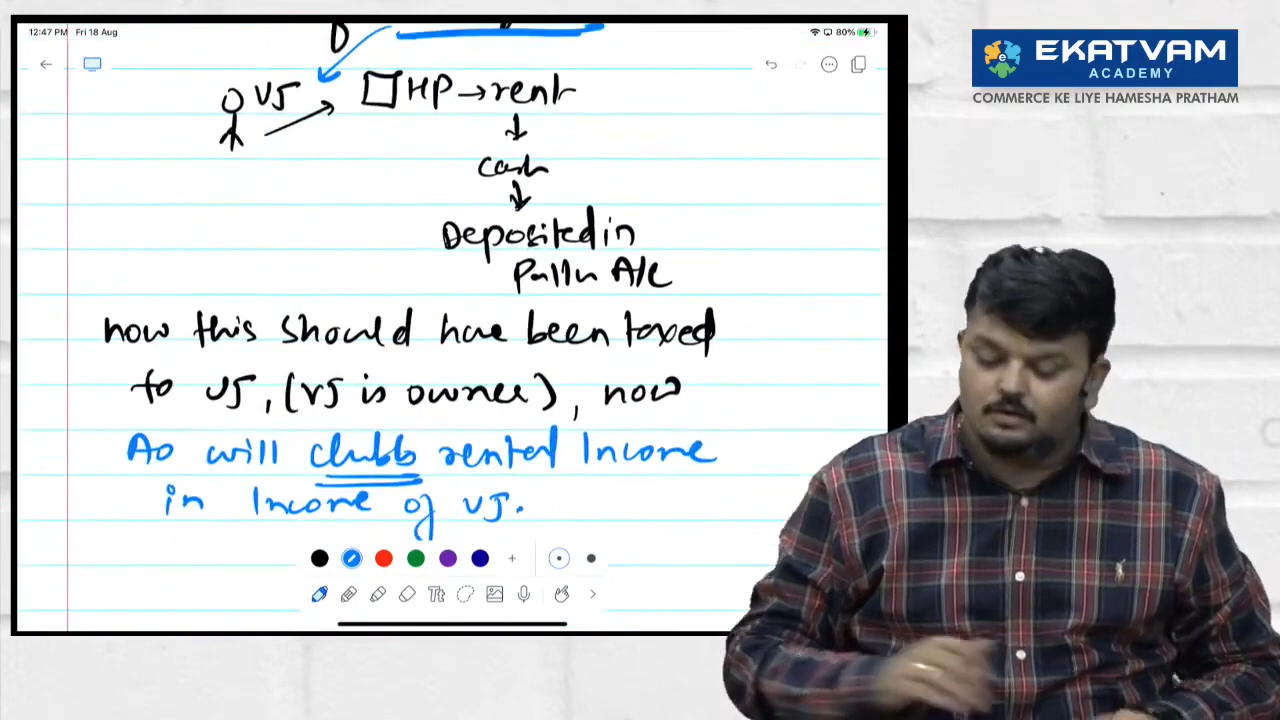 12:47 PM Fri 18 Aug
80%
EKATVAM
ACADEMY
COMMERCE KE LIYE HAMESHA PRATHAM
VJ
HP → rent
↓
cash
↓
Deposited in
Pallu A/c
now this should have been taxed
to VJ, (VJ is owner), now
AO will clubb rented Income
in Income of VJ.
Tt